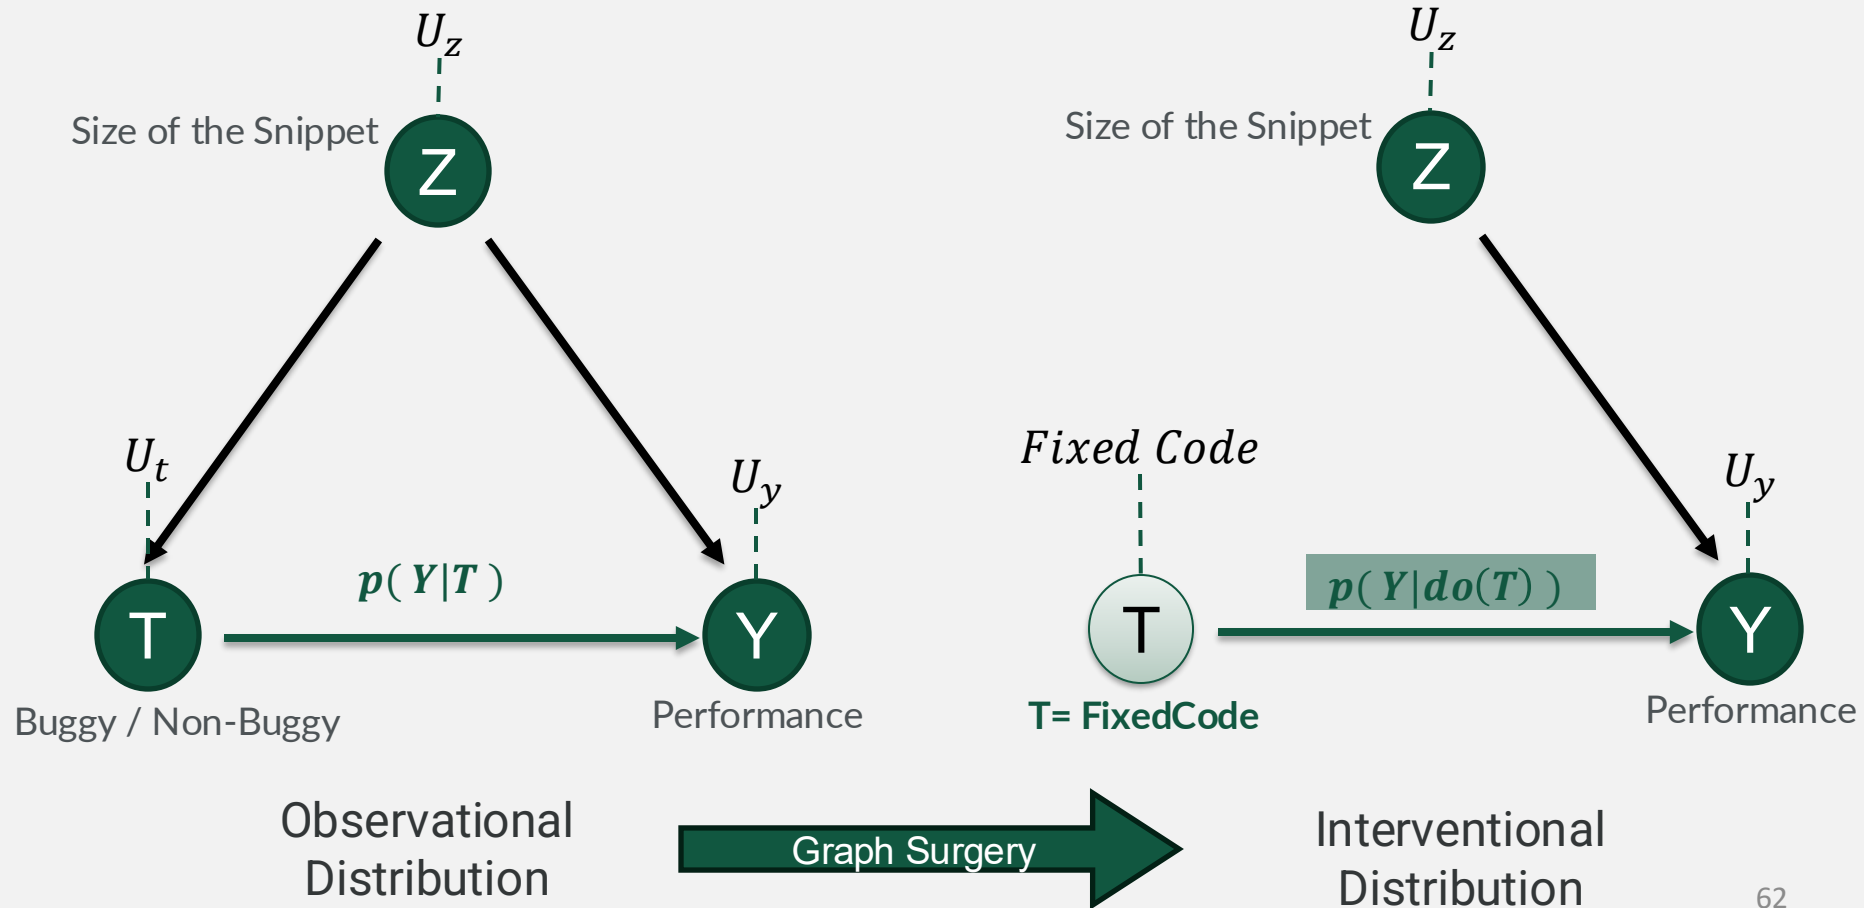 U_z
Size of the Snippet
Z
U_t
U_y
p( Y|T )
T
Y
Buggy / Non-Buggy
Performance
Observational
Distribution
Graph Surgery
U_z
Size of the Snippet
Z
Fixed Code
U_y
p( Y|do(T) )
T
Y
T= FixedCode
Performance
Interventional
Distribution
62